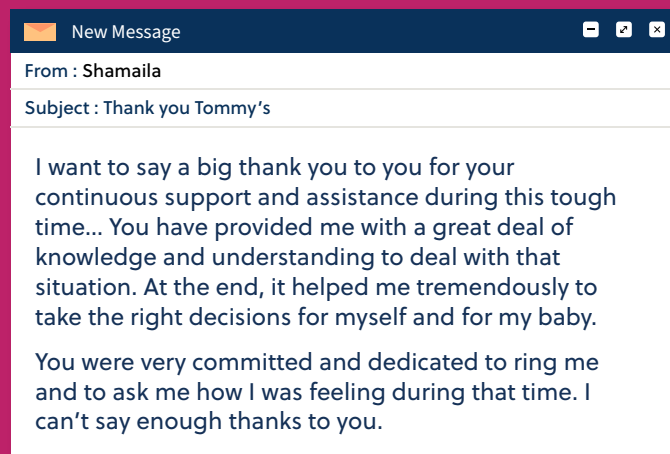 New Message
From : Shamaila
Subject : Thank you Tommy’s
I want to say a big thank you to you for your
continuous support and assistance during this tough
time... You have provided me with a great deal of
knowledge and understanding to deal with that
situation. At the end, it helped me tremendously to
take the right decisions for myself and for my baby.
You were very committed and dedicated to ring me
and to ask me how I was feeling during that time. I
can’t say enough thanks to you.